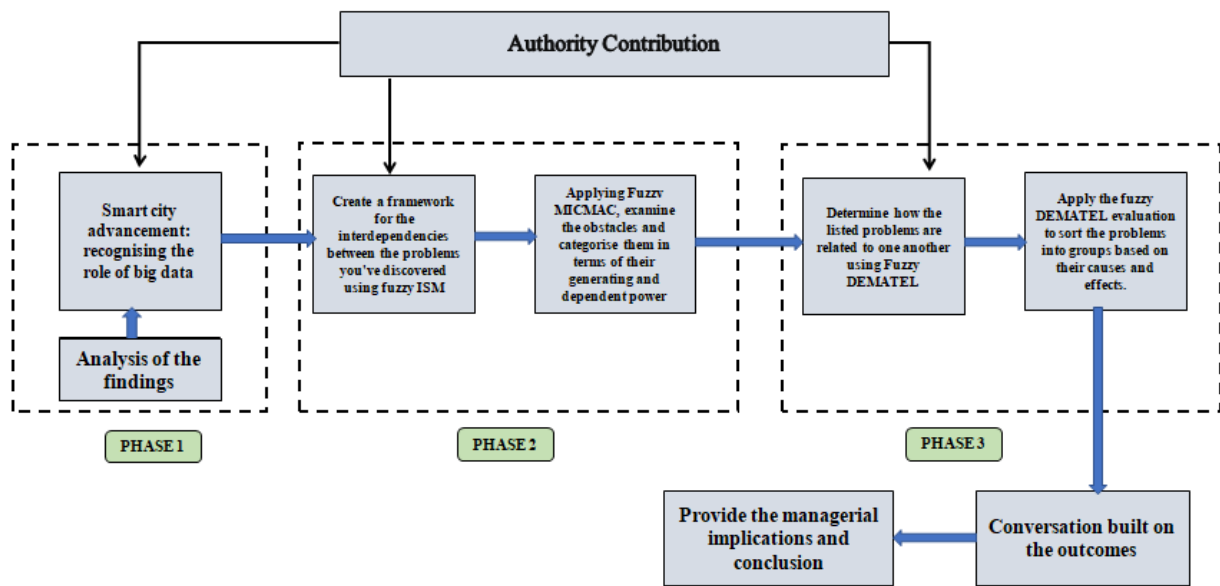 Authority Contribution
Smart city
advancement:
recognising the
role of big data
Analysis of the
findings
PHASE 1
Create a framework
for the
interdependencies
between the problems
you've discovered
using fuzzy ISM
Applying Fuzzy
MICMAC, examine
the obstacles and
categorise them in
terms of their
generating and
dependent power
PHASE 2
Determine how the
listed problems are
related to one another
using Fuzzy
DEMATEL
Apply the fuzzy
DEMATEL evaluation
to sort the problems
into groups based on
their causes and
effects.
PHASE 3
Provide the managerial
implications and
conclusion
Conversation built on
the outcomes